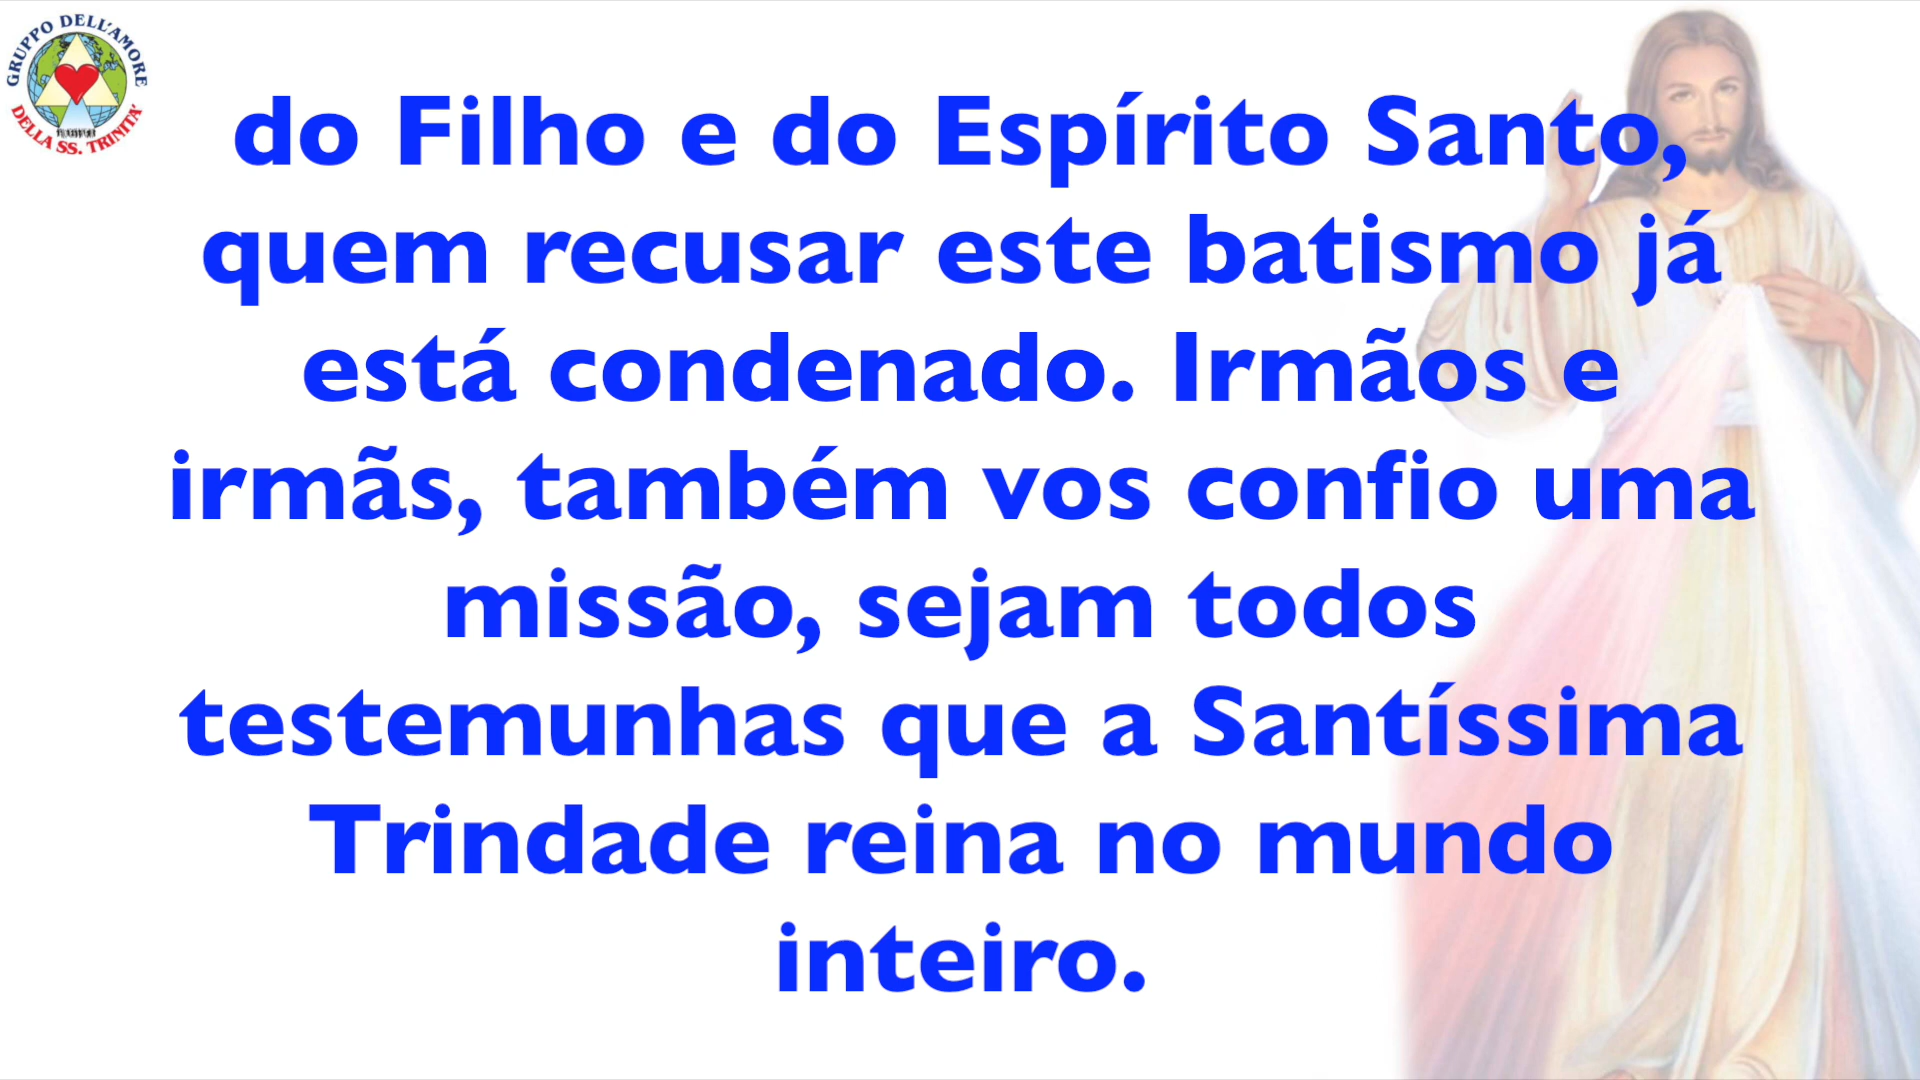 GRUPPO DELL'AMORE
DELLA SS. TRINITA'
do Filho e do Espírito Santo,
quem recusar este batismo já
está condenado. Irmãos e
irmãs, também vos confio uma
missão, sejam todos
testemunhas que a Santíssima
Trindade reina no mundo
inteiro.